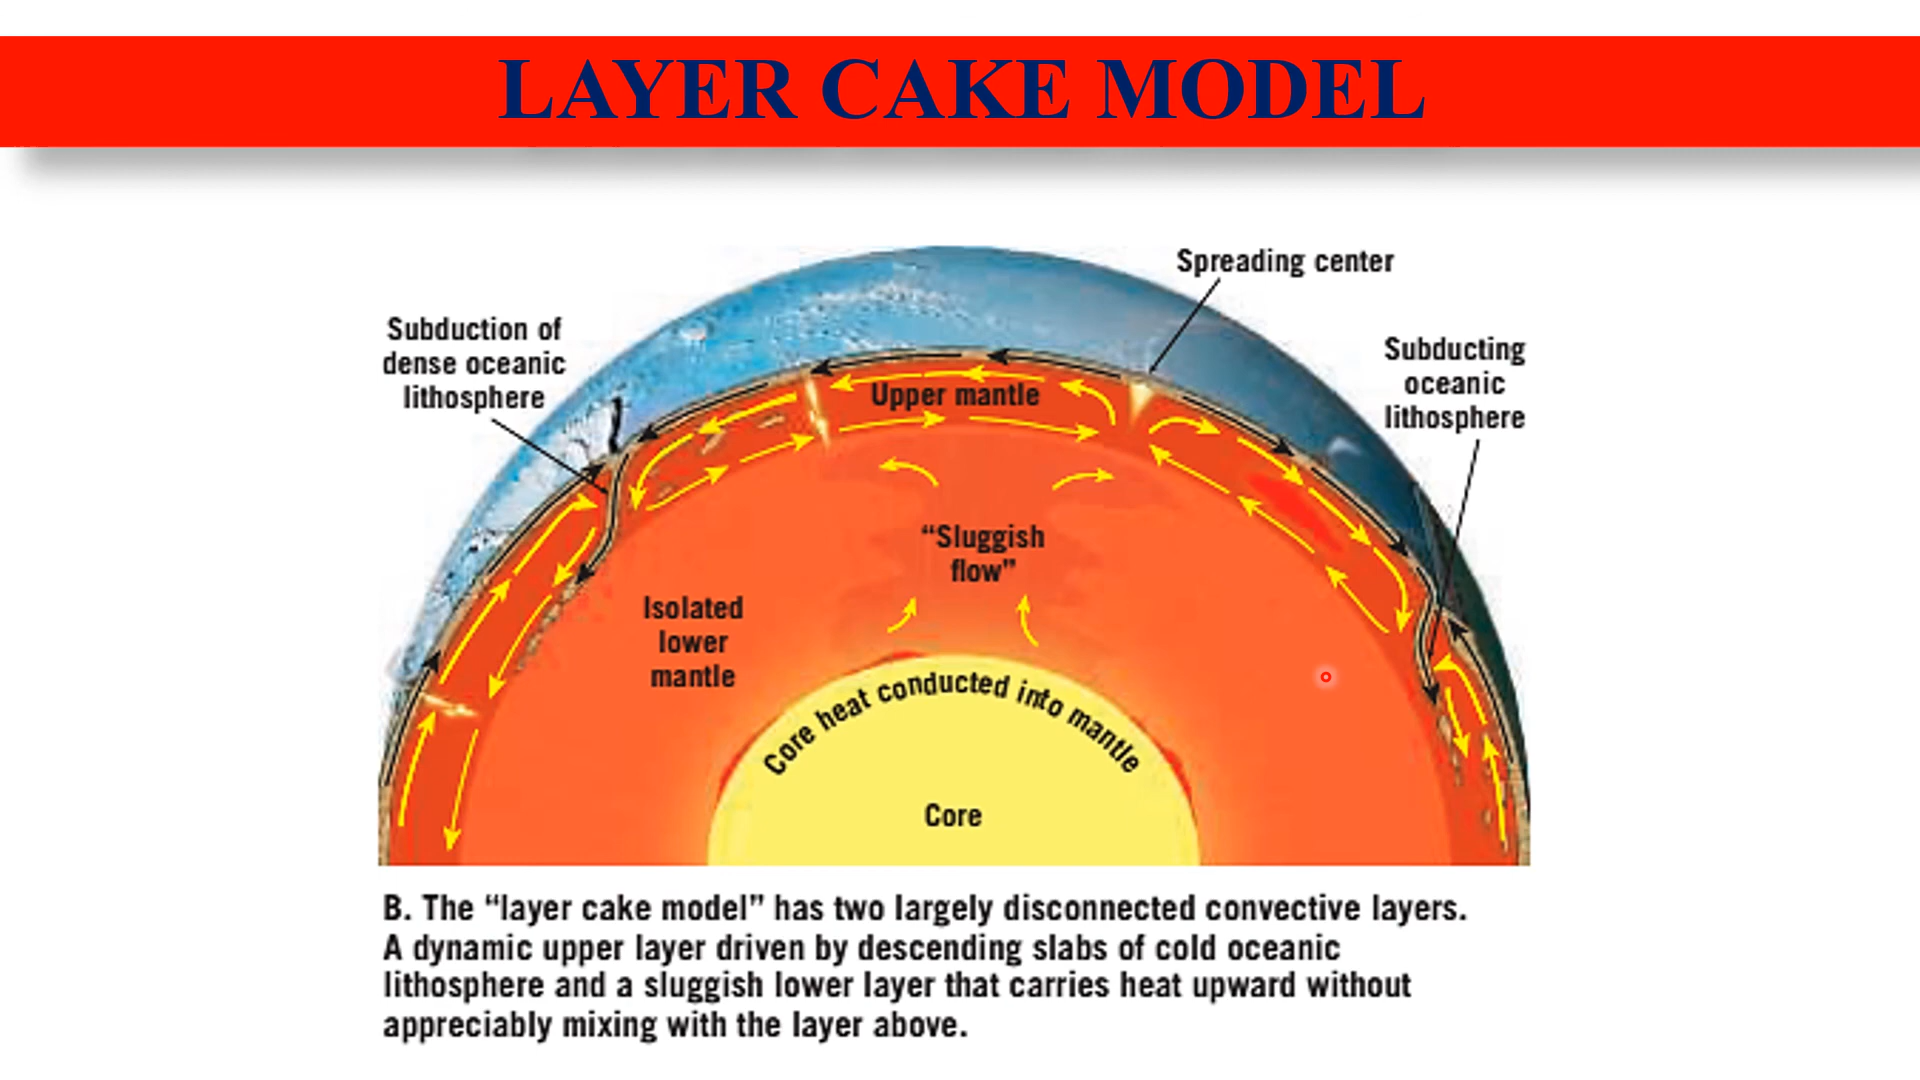 LAYER CAKE MODEL
Spreading center
Subduction of
dense oceanic
lithosphere
Subducting
oceanic
lithosphere
Upper mantle
“Sluggish
flow”
Isolated
lower
mantle
Core heat conducted into mantle
Core
B. The “layer cake model” has two largely disconnected convective layers.
A dynamic upper layer driven by descending slabs of cold oceanic
lithosphere and a sluggish lower layer that carries heat upward without
appreciably mixing with the layer above.